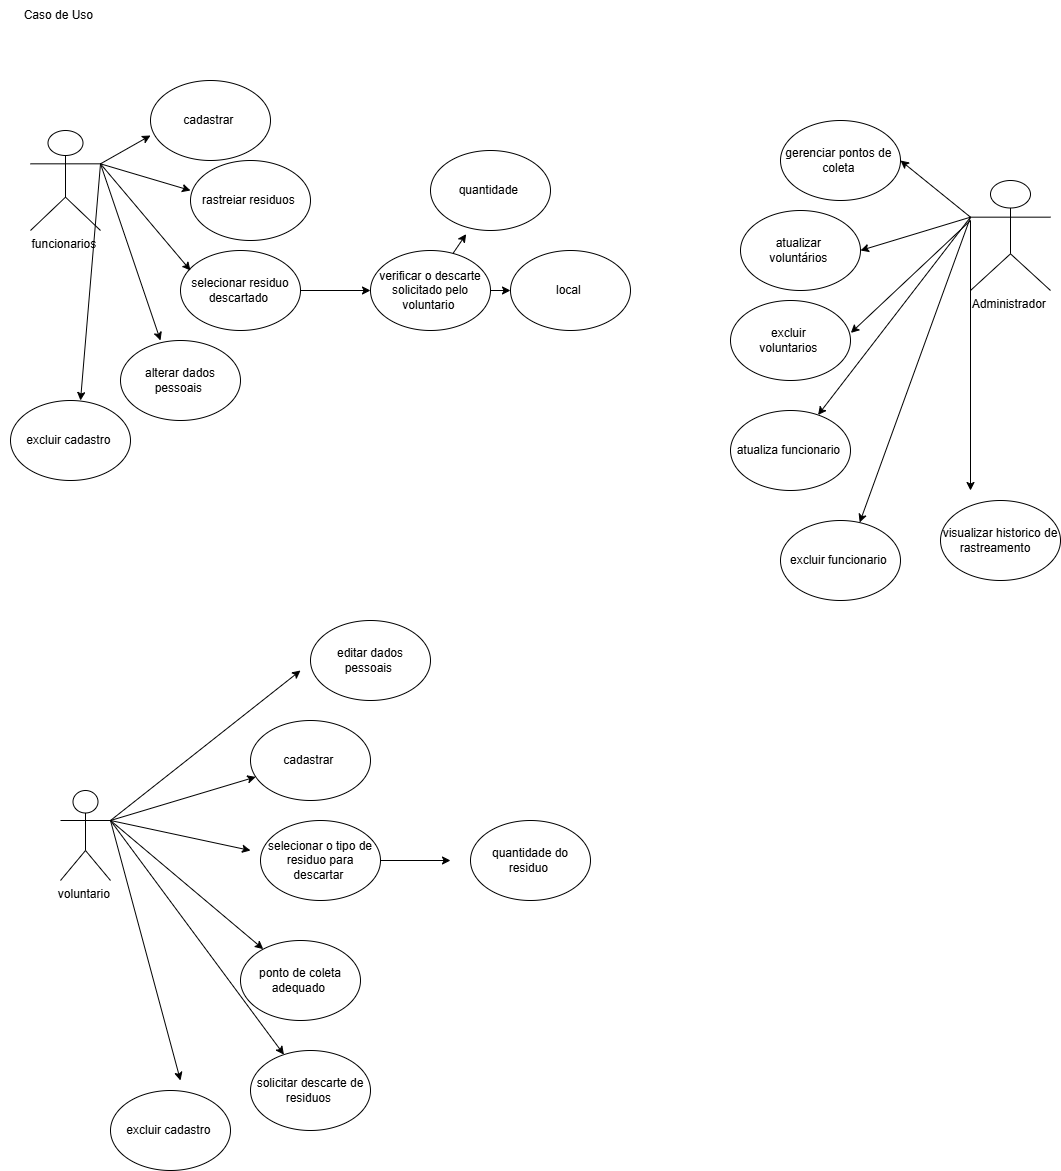 Caso de Uso
cadastrar
rastreiar residuos
selecionar residuo
descartado
alterar dados
pessoais
excluir cadastro
funcionarios
quantidade
verificar o descarte
solicitado pelo
voluntario
local
gerenciar pontos de
coleta
atualizar
voluntários
excluir
voluntarios
atualiza funcionario
excluir funcionario
visualizar historico de
rastreamento
Administrador
editar dados
pessoais
cadastrar
selecionar o tipo de
residuo para
descartar
quantidade do
residuo
voluntario
ponto de coleta
adequado
solicitar descarte de
residuos
excluir cadastro